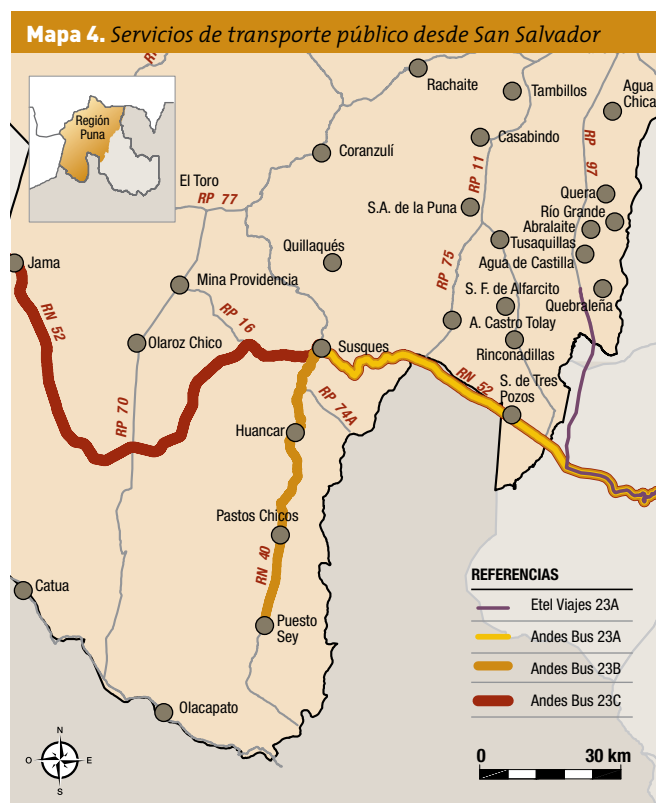 Mapa 4. Servicios de transporte público desde San Salvador
Región
Puna
Rachaite
Tambillos
Agua
Chica
Coranzulí
Casabindo
RP 11
RP 97
El Toro
RP 77
S.A. de la Puna
Quera
Río Grande
Abralaite
Tusaquillas
Quillaqués
Agua de Castilla
Jama
RP 75
Mina Providencia
S. F. de Alfarcito
Quebraleña
RN 52
RP 16
A. Castro Tolay
Olaroz Chico
Susques
Rinconadillas
RN 52
S. de Tres
Pozos
RP 74A
RP 70
Huancar
Pastos Chicos
RN 40
Catua
Puesto
Sey
Olacapato
REFERENCIAS
Etel Viajes 23A
Andes Bus 23A
Andes Bus 23B
Andes Bus 23C
N
O
E
S
0
30 km